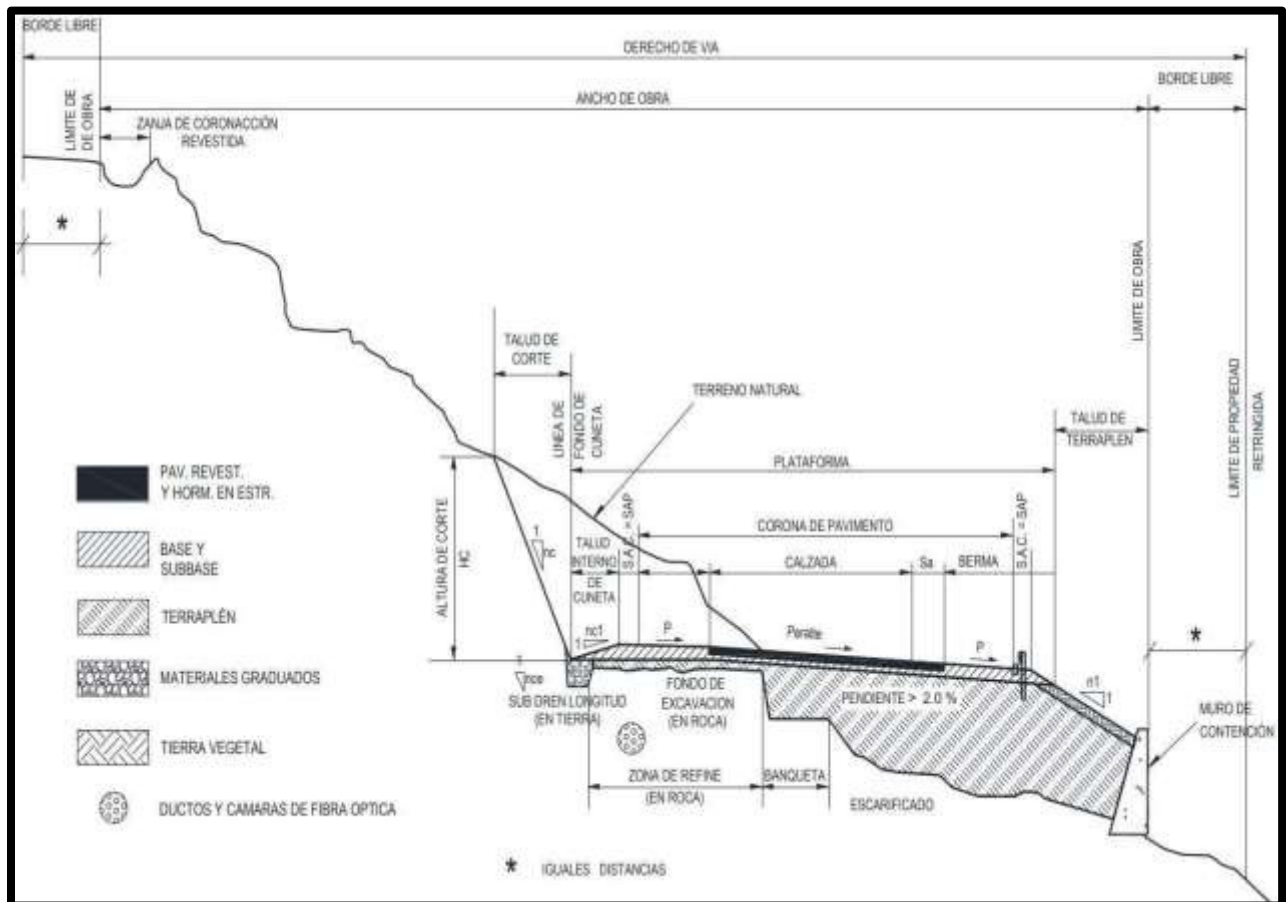 BORDE LIBRE
DERECHO DE VIA
BORDE LIBRE
ANCHO DE OBRA
LIMITE DE
DE OBRA
ZANJA DE CORONACCIÓN
REVESTIDA
*
TALUD DE
CORTE
LINEA DE
FONDO DE
CUNETA
TERRENO NATURAL
LIMITE DE OBRA
LIMITE DE PROPIEDAD
RETRINGIDA
TALUD DE
TERRAPLEN
PLATAFORMA
S.A.C. = SAP
CORONA DE PAVIMENTO
S.A.C. = SAP
ALTURA DE CORTE
HC
1
nc
TALUD
INTERNO
DE
CUNETA
CALZADA
Sa
BERMA
PAV. REVEST.
Y HORM. EN ESTR.
BASE Y
SUBBASE
TERRAPLÉN
MATERIALES GRADUADOS
TIERRA VEGETAL
DUCTOS Y CAMARAS DE FIBRA OPTICA
1
nc1
P
Peralte
P
*
1
nce
SUB DREN LONGITUD
(EN TIERRA)
FONDO DE
EXCAVACION
(EN ROCA)
PENDIENTE > 2.0 %
n1
1
MURO DE
CONTENCIÓN
ZONA DE REFINE
(EN ROCA)
BANQUETA
ESCARIFICADO
* IGUALES DISTANCIAS